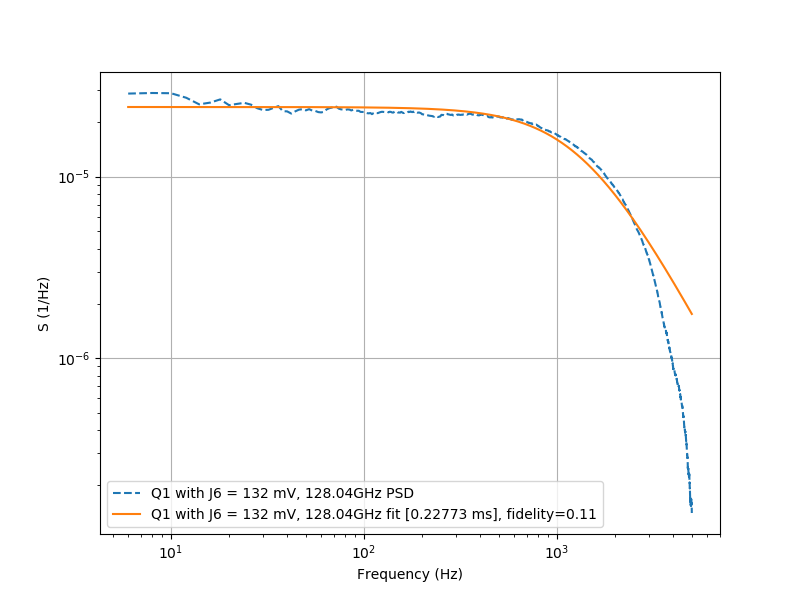 S (1/Hz)
10^-5
10^-6
Q1 with J6 = 132 mV, 128.04GHz PSD
Q1 with J6 = 132 mV, 128.04GHz fit [0.22773 ms], fidelity=0.11
10^1 10^2 10^3
Frequency (Hz)